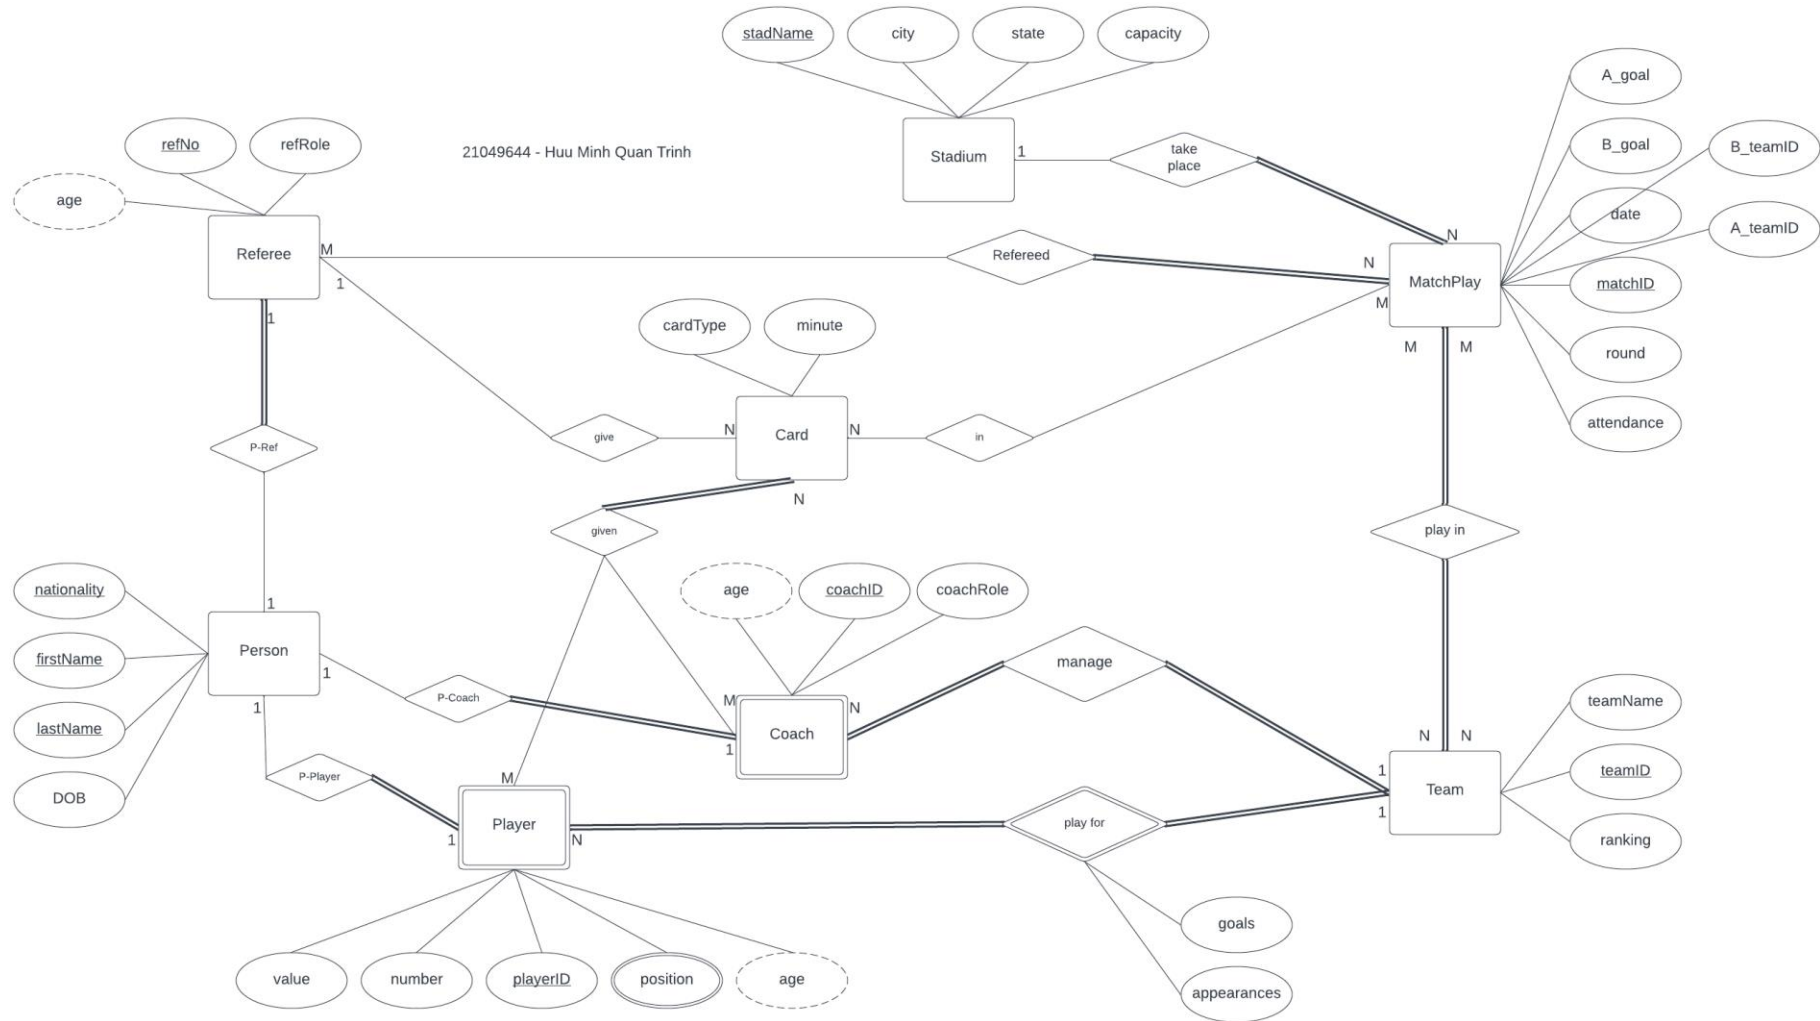 stadName
city
state
capacity
A_goal
refNo
refRole
21049644 - Huu Minh Quan Trinh
Stadium
1
take
place
B_goal
B_teamID
age
date
A_teamID
Referee
M
1
Refereed
N
N
MatchPlay
matchID
M
1
cardType
minute
M
M
round
P-Ref
give
N
Card
N
in
attendance
N
given
play in
nationality
1
age
coachID
coachRole
firstName
Person
1
1
manage
lastName
P-Coach
M
N
Coach
1
N
N
teamName
DOB
P-Player
M
1
teamID
Team
1
1
Player
N
play for
ranking
goals
value
number
playerID
position
age
appearances